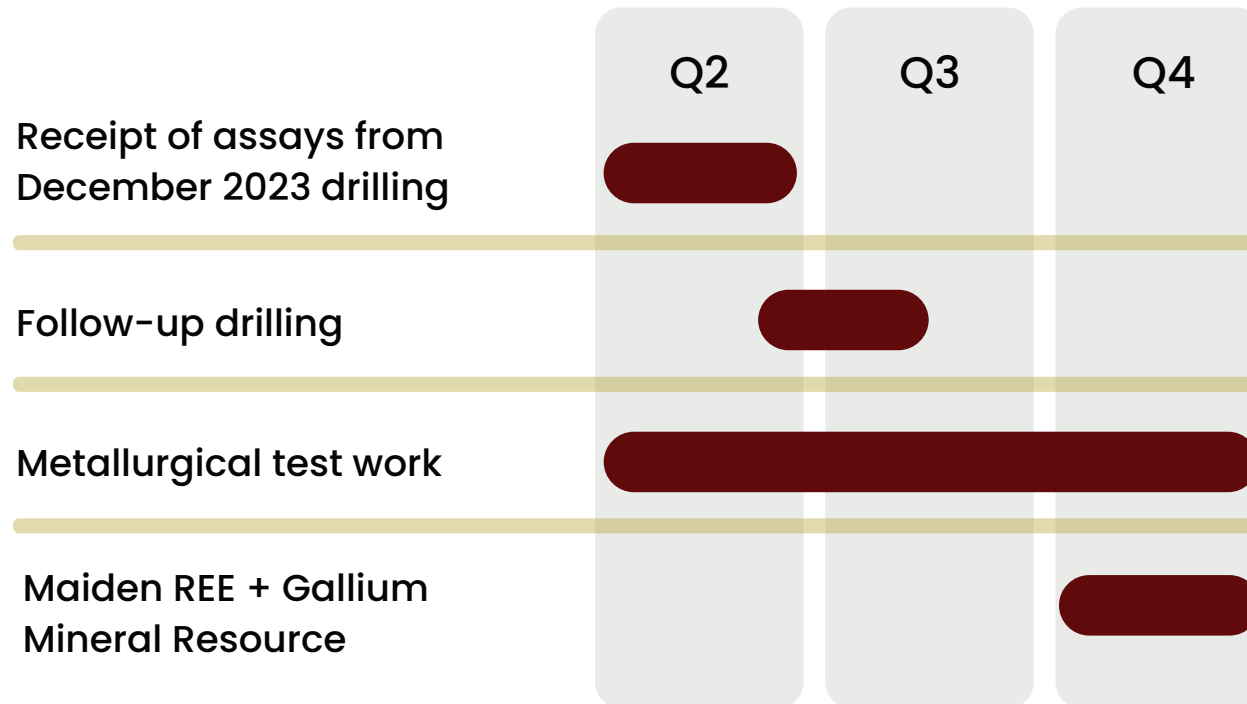 Q2 Q3 Q4
Receipt of assays from
December 2023 drilling
Follow-up drilling
Metallurgical test work
Maiden REE + Gallium
Mineral Resource